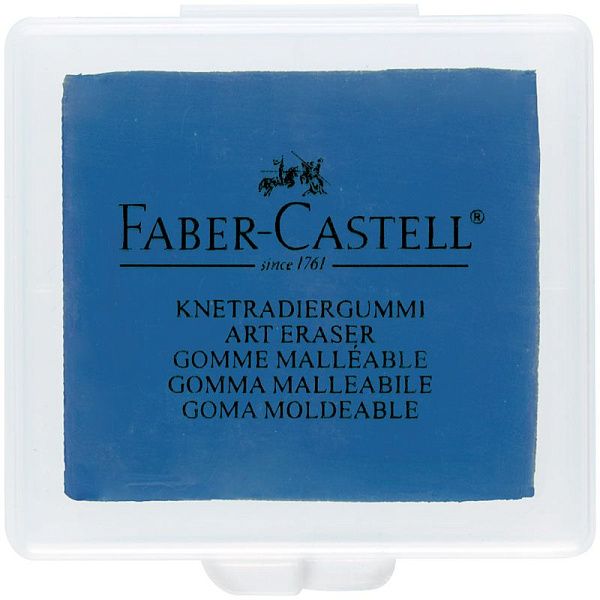 FABER-CASTELL®
since 1761
KNETRADIERGUMMI
ART ERASER
GOMME MALLÉABLE
GOMMA MALLEABILE
GOMA MOLDEABLE